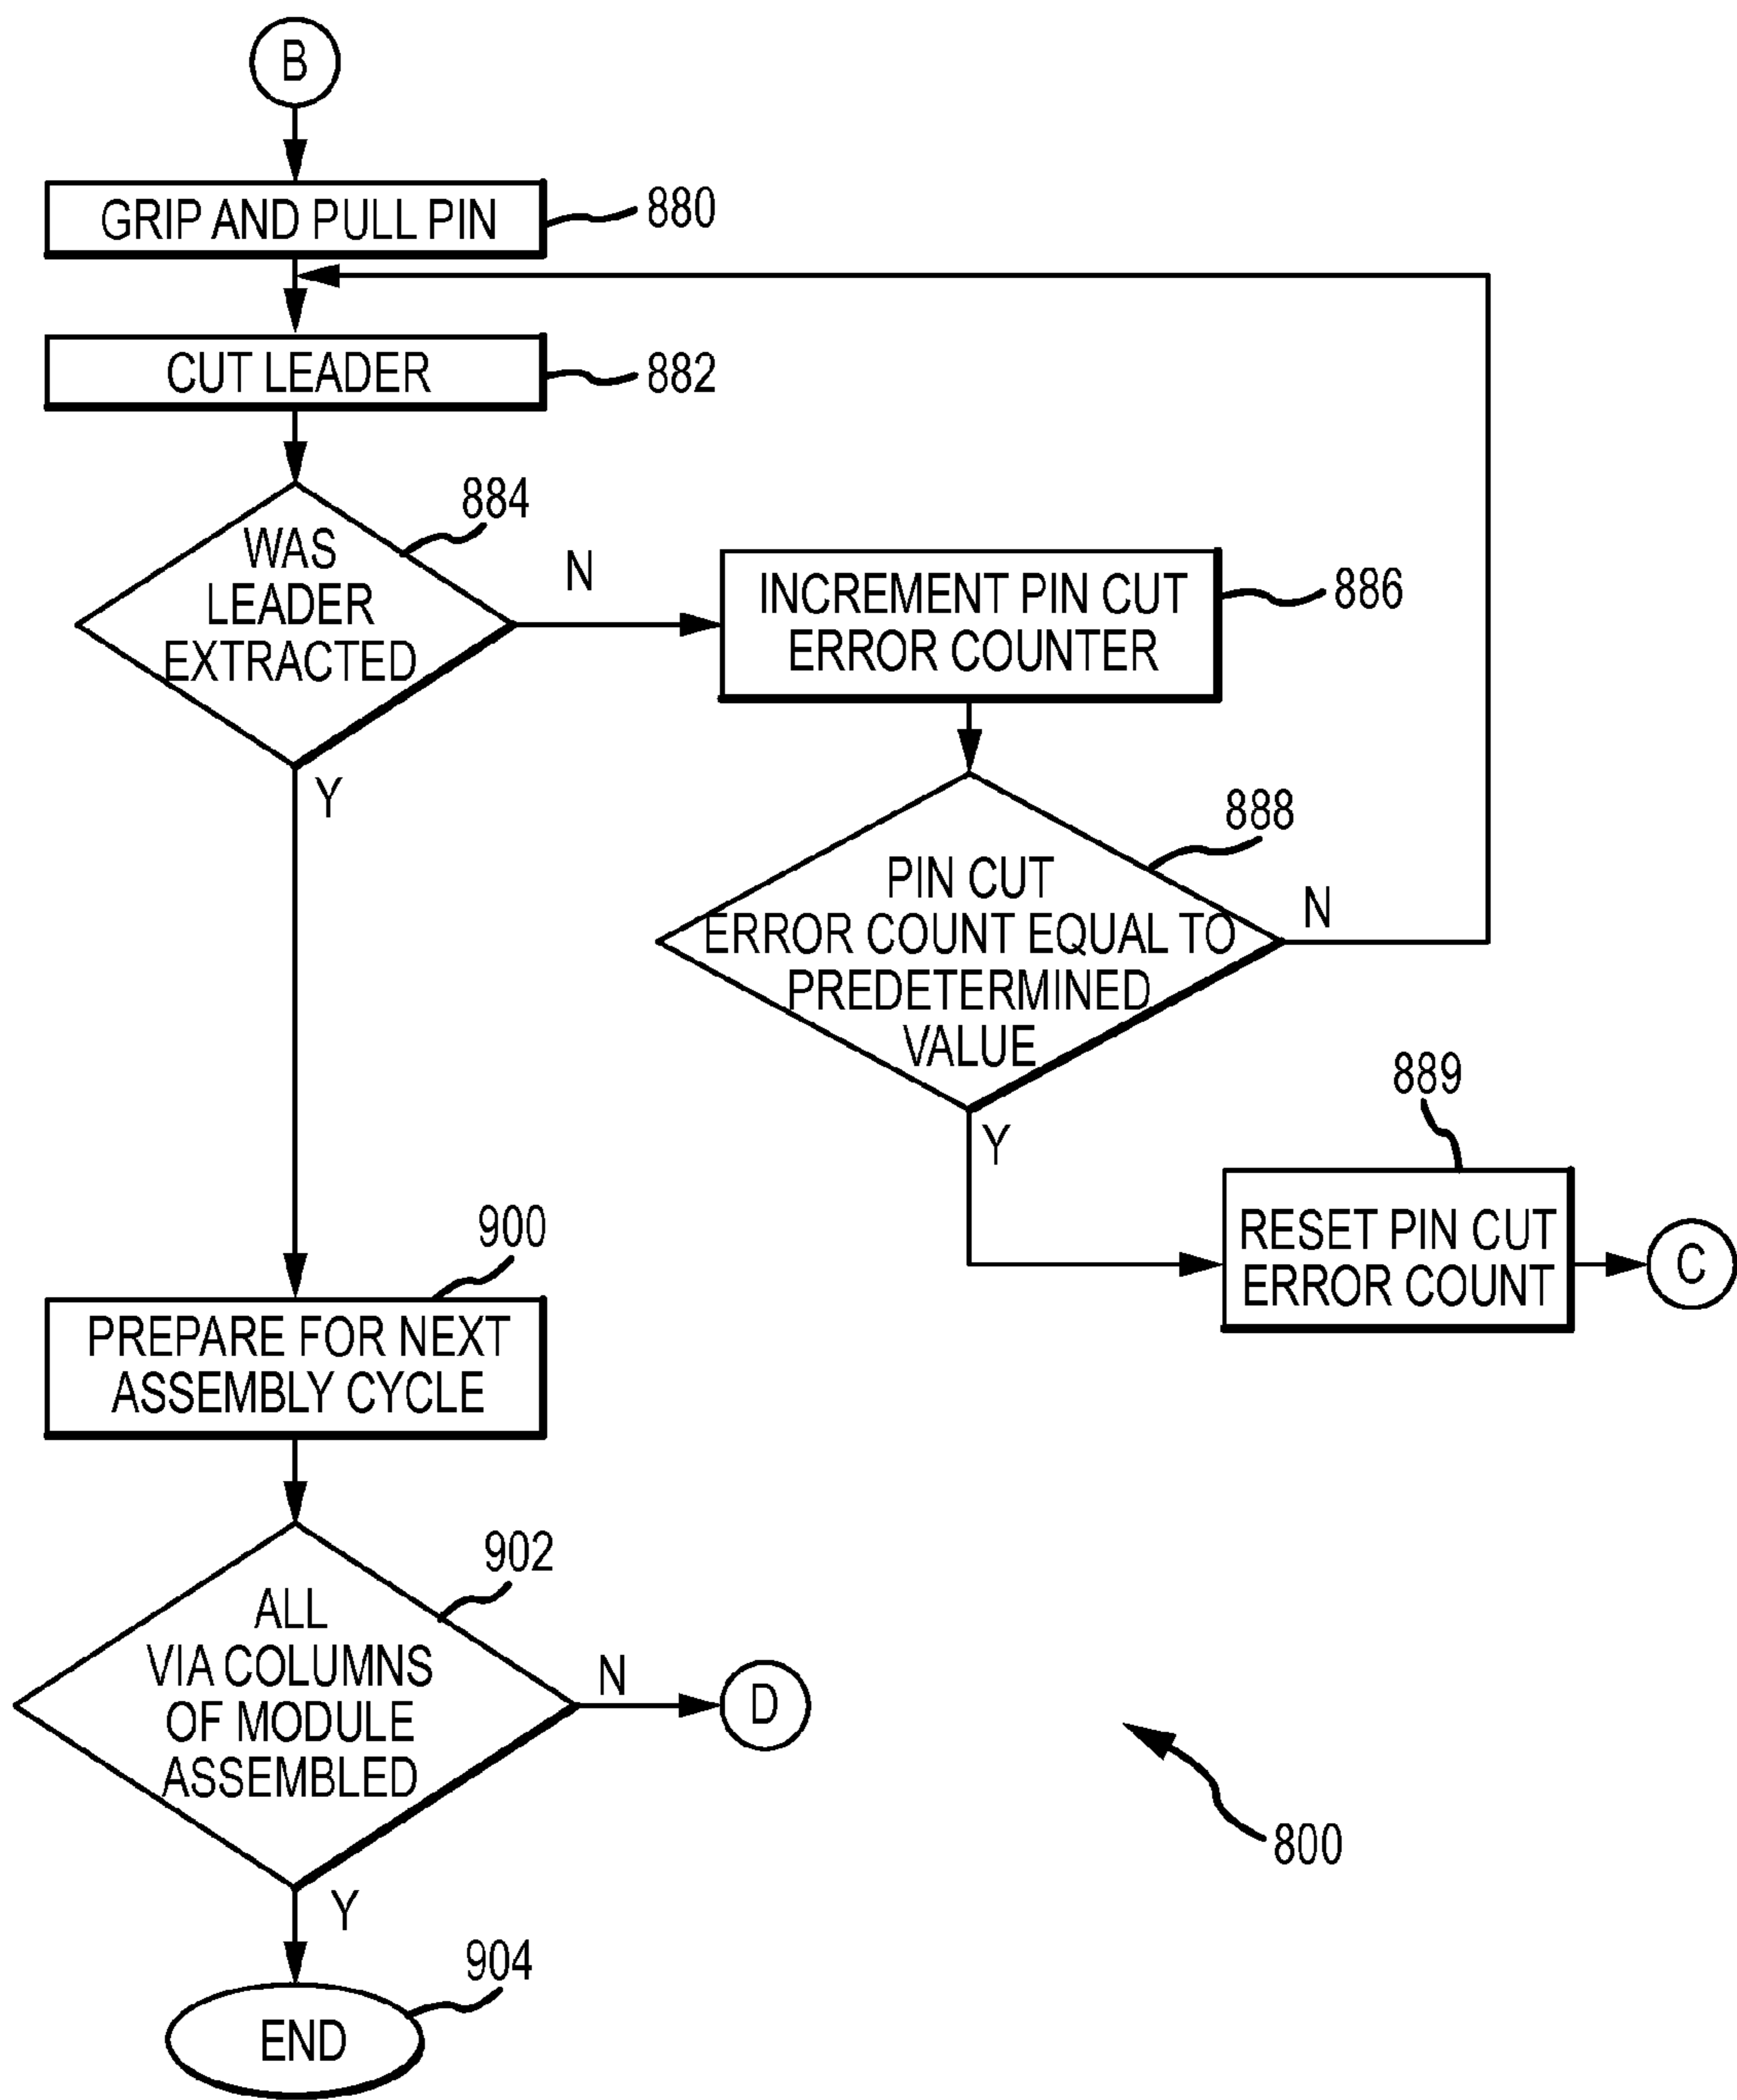 B
GRIP AND PULL PIN
880
CUT LEADER
882
884
WAS
LEADER
EXTRACTED
N
Y
INCREMENT PIN CUT
ERROR COUNTER
886
888
PIN CUT
ERROR COUNT EQUAL TO
PREDETERMINED
VALUE
N
Y
889
RESET PIN CUT
ERROR COUNT
C
900
PREPARE FOR NEXT
ASSEMBLY CYCLE
902
ALL
VIA COLUMNS
OF MODULE
ASSEMBLED
N
D
Y
800
904
END